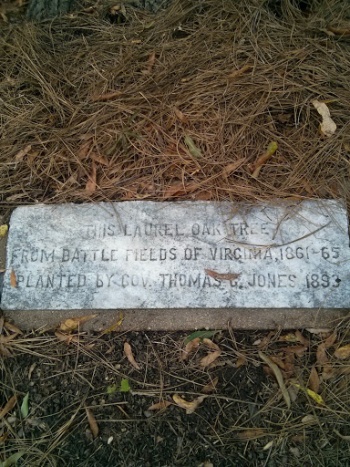 THIS LAUREL OAK TREE
FROM BATTLE FIELDS OF VIRGINIA, 1861-65
PLANTED BY GOV. THOMAS G. JONES 1893